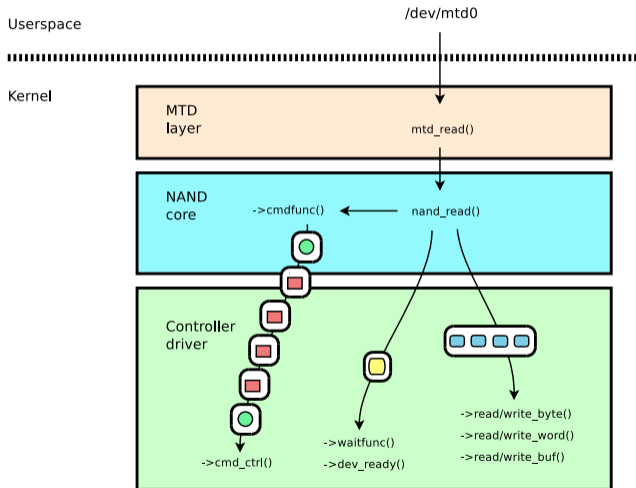 /dev/mtd0
Userspace
Kernel
MTD
layer
mtd_read()
NAND
core
->cmdfunc()
nand_read()
Controller
driver
->cmd_ctrl()
->waitfunc()
->dev_ready()
->read/write_byte()
->read/write_word()
->read/write_buf()